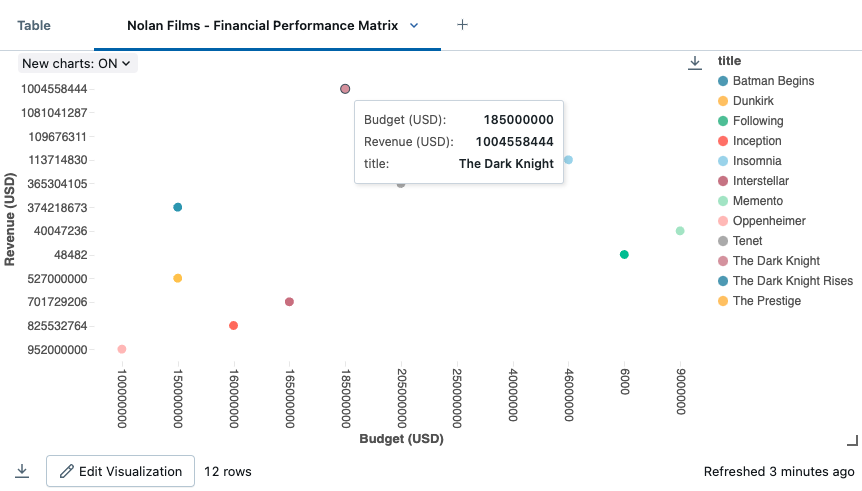 Table
Nolan Films - Financial Performance Matrix
+
New charts: ON
title
Batman Begins
Dunkirk
Following
Inception
Insomnia
Interstellar
Memento
Oppenheimer
Tenet
The Dark Knight
The Dark Knight Rises
The Prestige
Revenue (USD)
1004558444
1081041287
109676311
113714830
365304105
374218673
40047236
48482
527000000
701729206
825532764
952000000
Budget (USD): 185000000
Revenue (USD): 1004558444
title: The Dark Knight
100000000
150000000
160000000
165000000
185000000
205000000
250000000
40000000
46000000
6000
9000000
Budget (USD)
Edit Visualization
12 rows
Refreshed 3 minutes ago